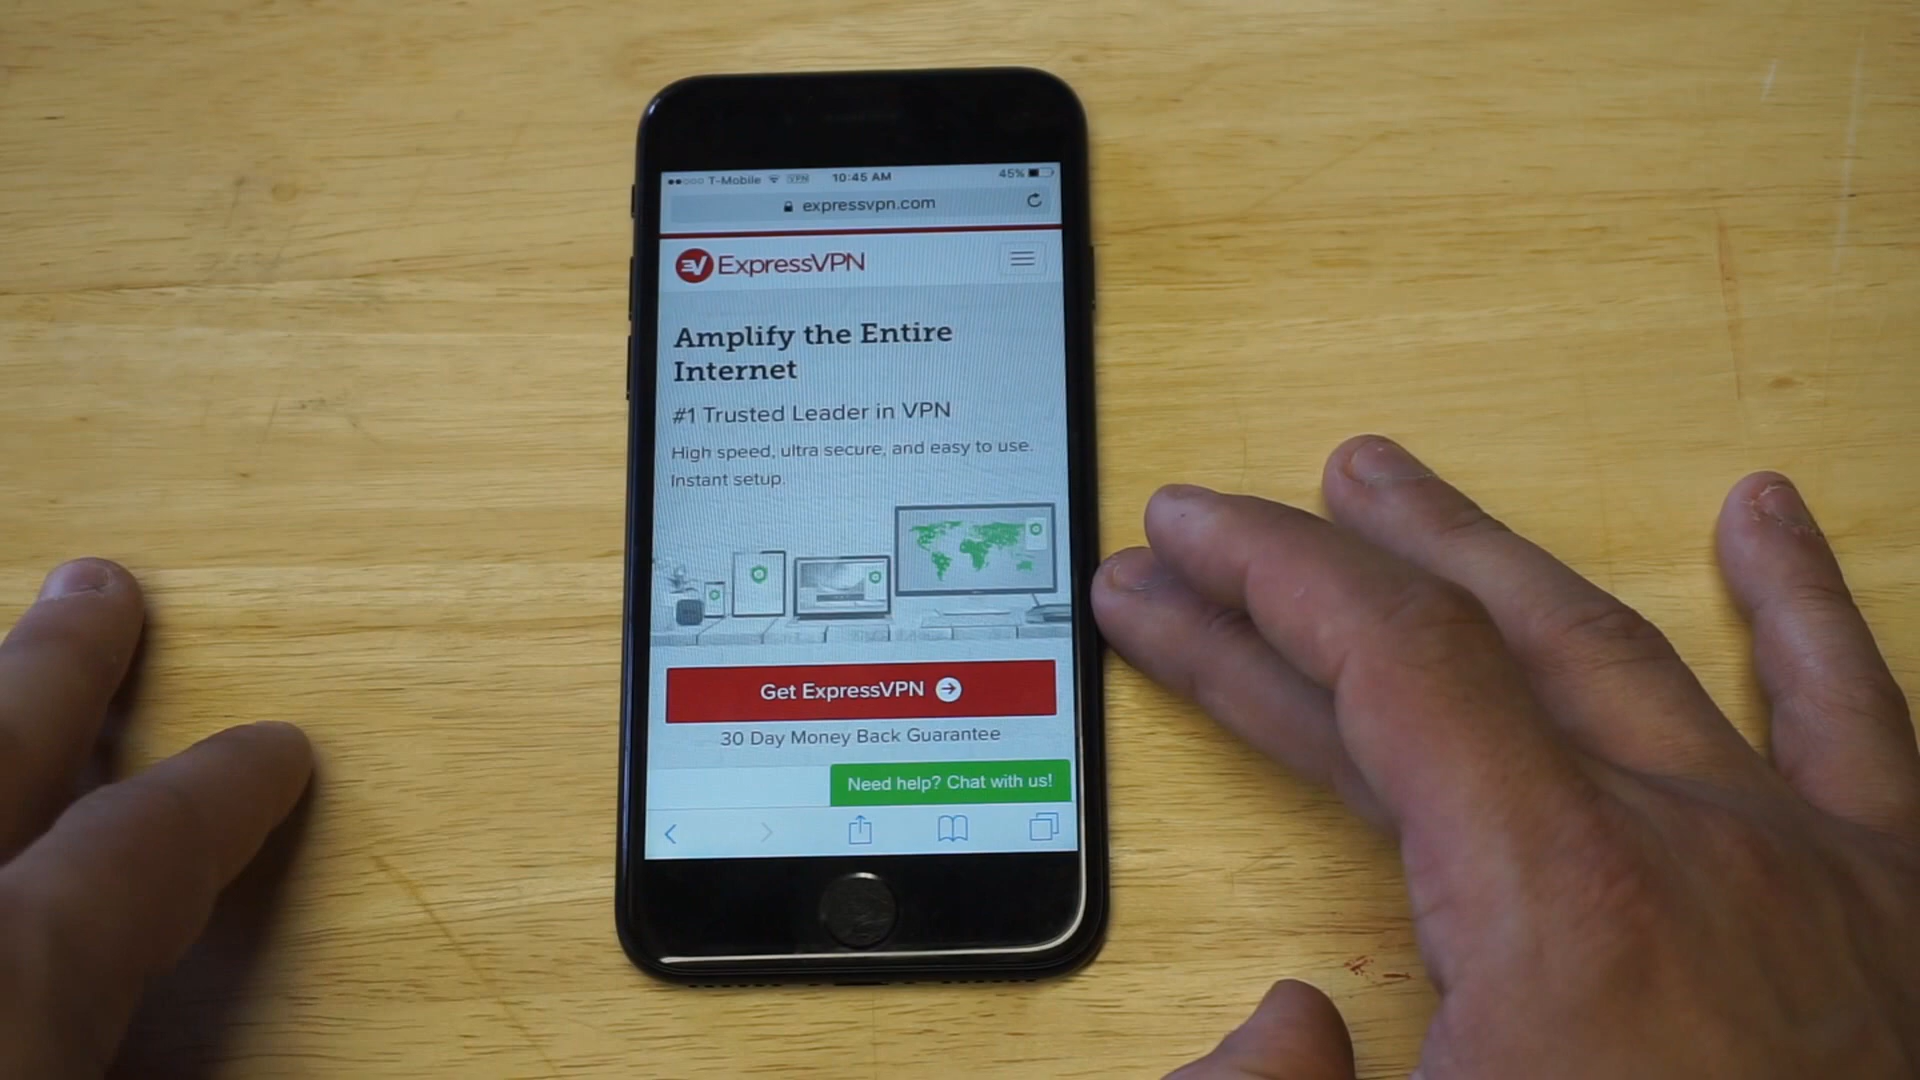 T-Mobile VPN 10:45 AM 45%
expressvpn.com
ExpressVPN
Amplify the Entire
Internet
#1 Trusted Leader in VPN
High speed, ultra secure, and easy to use.
Instant setup.
Get ExpressVPN
30 Day Money Back Guarantee
Need help? Chat with us!